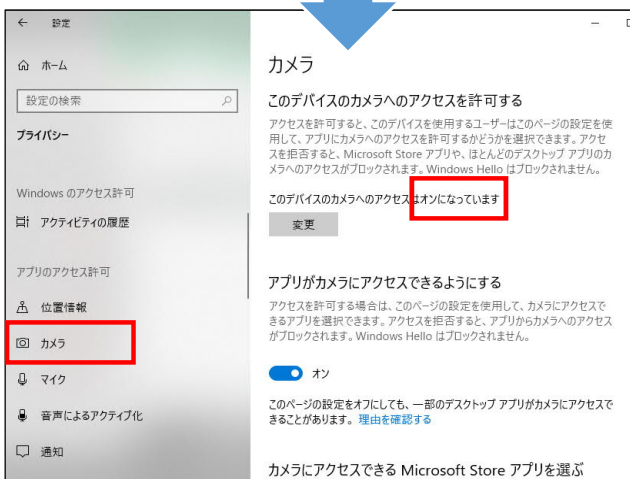 設定
ホーム
設定の検索
プライバシー
Windows のアクセス許可
アクティビティの履歴
アプリのアクセス許可
位置情報
カメラ
マイク
音声によるアクティブ化
通知
カメラ
このデバイスのカメラへのアクセスを許可する
アクセスを許可すると、このデバイスを使用するユーザーはこのページの設定を使
用して、アプリにカメラへのアクセスを許可するかどうかを選択できます。アクセ
スを拒否すると、Microsoft Store アプリや、ほとんどのデスクトップ アプリのカ
メラへのアクセスがブロックされます。Windows Hello はブロックされません。
このデバイスのカメラへのアクセスはオンになっています
変更
アプリがカメラにアクセスできるようにする
アクセスを許可する場合は、このページの設定を使用して、カメラにアクセスで
きるアプリを選択できます。アクセスを拒否すると、アプリからカメラへのアクセス
がブロックされます。Windows Hello はブロックされません。
オン
このページの設定をオフにしても、一部のデスクトップ アプリがカメラにアクセスで
きることがあります。 理由を確認する
カメラにアクセスできる Microsoft Store アプリを選ぶ